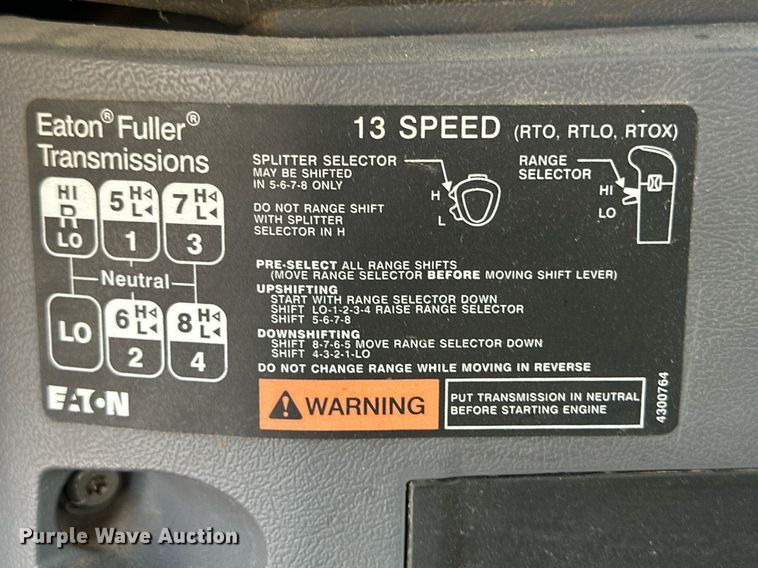 Eaton® Fuller®
Transmissions
13 SPEED (RTO, RTLO, RTOX)
SPLITTER SELECTOR
MAY BE SHIFTED
IN 5-6-7-8 ONLY
DO NOT RANGE SHIFT
WITH SPLITTER
SELECTOR IN H
H
L
RANGE
SELECTOR
HI
LO
HI 5 H 7 H
R L L
LO 1 3
Neutral
LO 6 H 8 H
L L
2 4
PRE-SELECT ALL RANGE SHIFTS
(MOVE RANGE SELECTOR BEFORE MOVING SHIFT LEVER)
UPSHIFTING
START WITH RANGE SELECTOR DOWN
SHIFT LO-1-2-3-4 RAISE RANGE SELECTOR
SHIFT 5-6-7-8
DOWNSHIFTING
SHIFT 8-7-6-5 MOVE RANGE SELECTOR DOWN
SHIFT 4-3-2-1-LO
DO NOT CHANGE RANGE WHILE MOVING IN REVERSE
EATON
WARNING
PUT TRANSMISSION IN NEUTRAL
BEFORE STARTING ENGINE
4300764
Purple Wave Auction